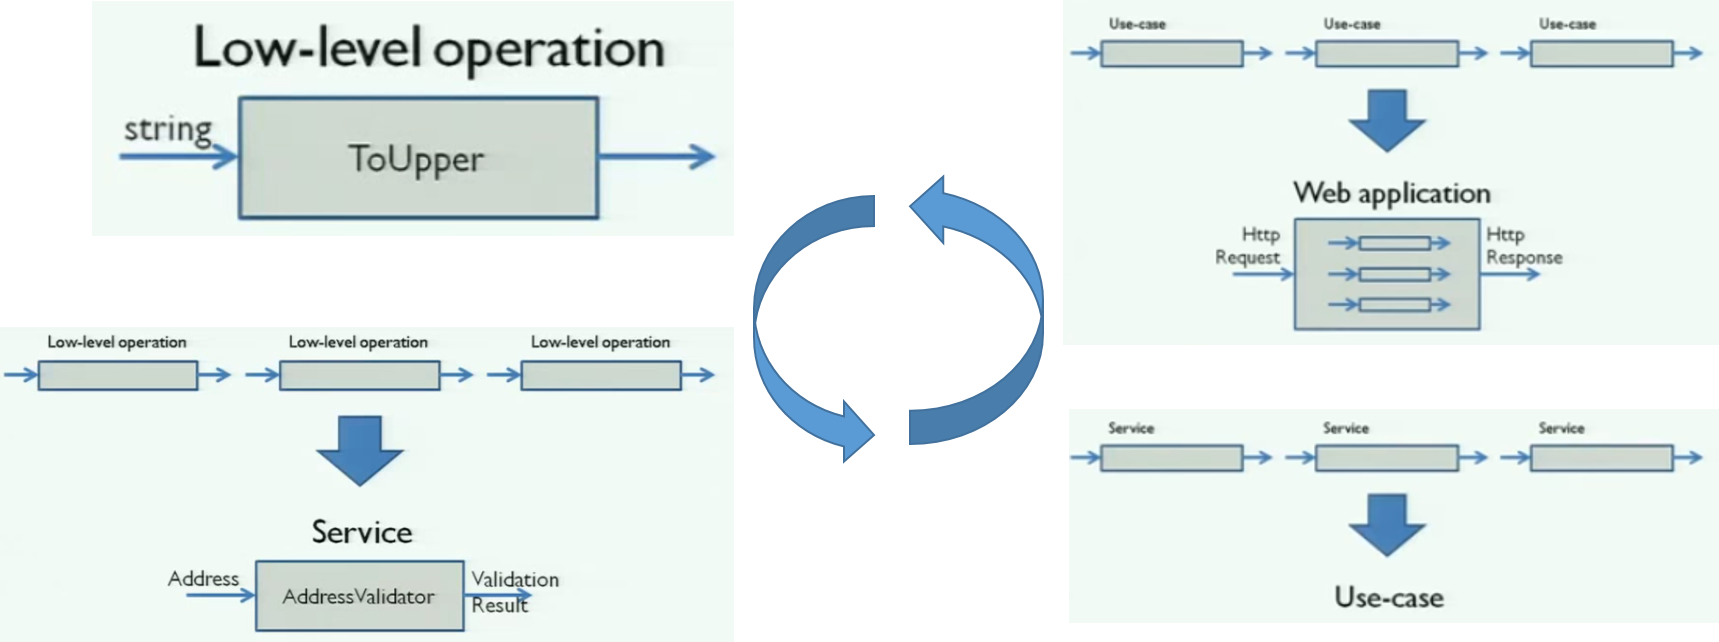 Low-level operation
string
ToUpper
Low-level operation Low-level operation Low-level operation
Service
Address
AddressValidator
Validation
Result
Use-case Use-case Use-case
Web application
Http
Request
Http
Response
Service Service Service
Use-case